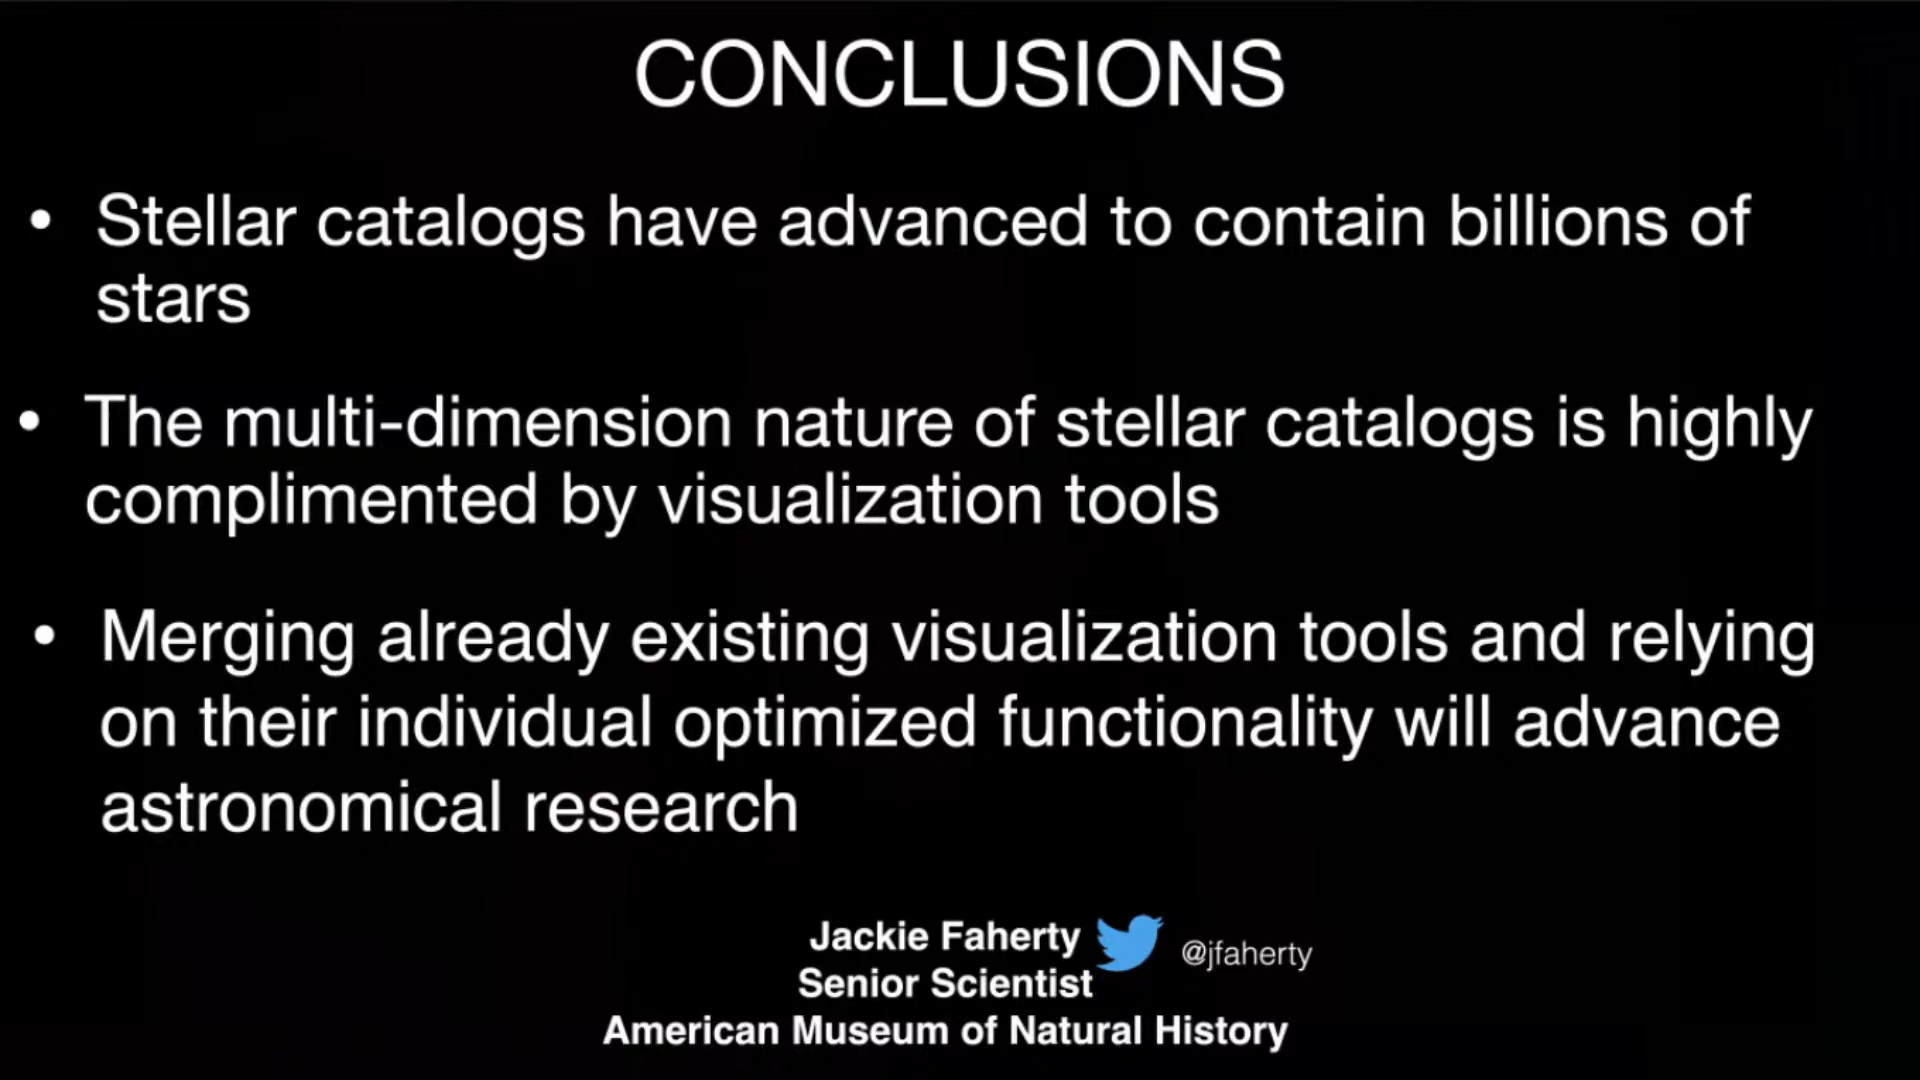 CONCLUSIONS
• Stellar catalogs have advanced to contain billions of
stars
• The multi-dimension nature of stellar catalogs is highly
complimented by visualization tools
• Merging already existing visualization tools and relying
on their individual optimized functionality will advance
astronomical research
Jackie Faherty @jfaherty
Senior Scientist
American Museum of Natural History